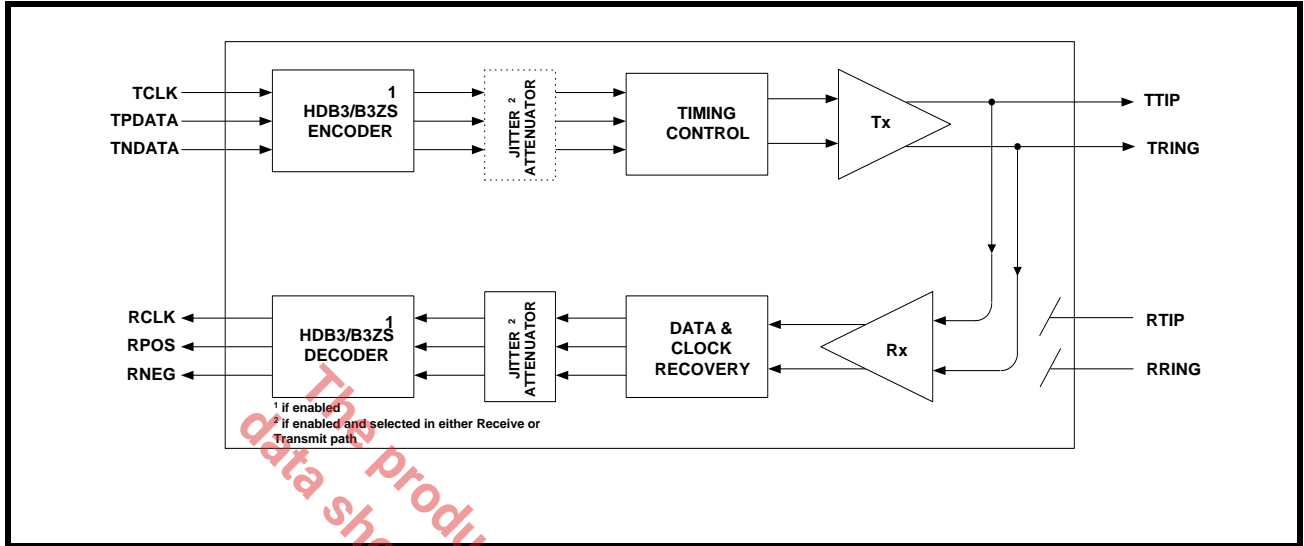 TCLK
TPDATA
TNDATA
1
HDB3/B3ZS
ENCODER
JITTER 2
ATTENUATOR
TIMING
CONTROL
Tx
TTIP
TRING
RCLK
RPOS
RNEG
1
HDB3/B3ZS
DECODER
JITTER 2
ATTENUATOR
DATA &
CLOCK
RECOVERY
Rx
RTIP
RRING
1 if enabled
2 if enabled and selected in either Receive or
Transmit path
The produ
data she